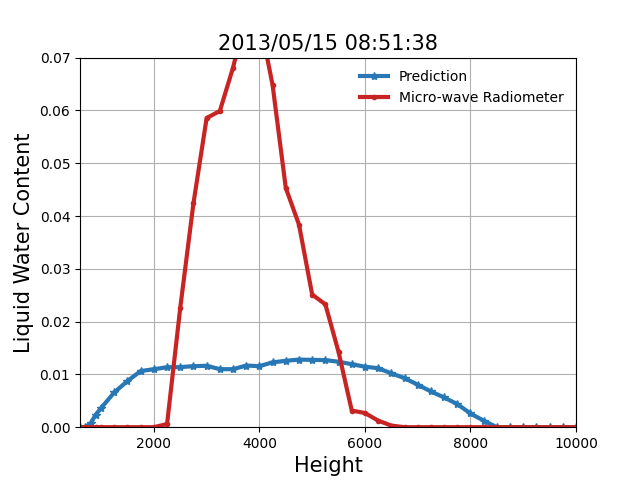 2013/05/15 08:51:38
0.07
0.06
0.05
0.04
0.03
0.02
0.01
0.00
Liquid Water Content
Prediction
Micro-wave Radiometer
2000 4000 6000 8000 10000
Height